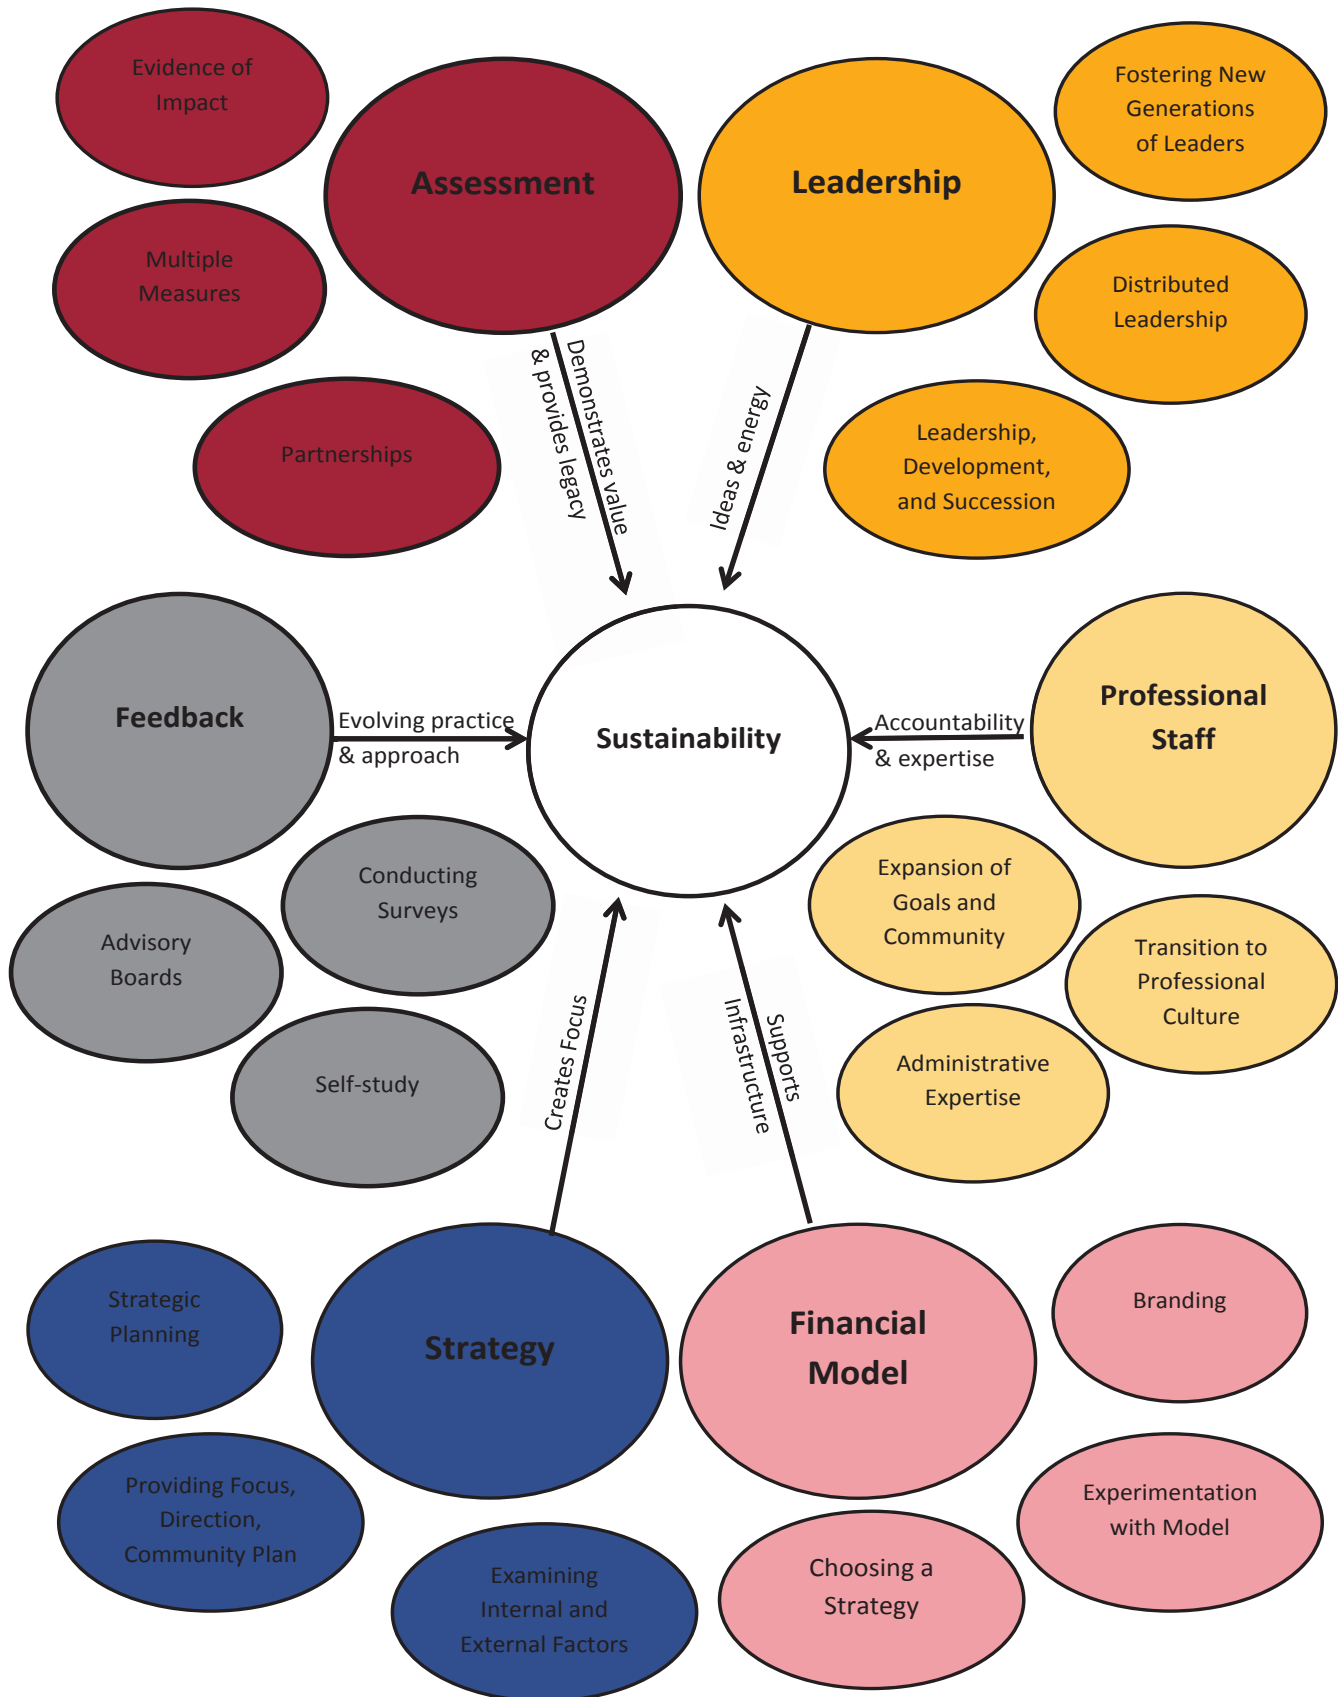 Evidence of
Impact
Assessment
Leadership
Fostering New
Generations
of Leaders
Multiple
Measures
Distributed
Leadership
Partnerships
Demonstrates value
& provides legacy
Ideas & energy
Leadership,
Development,
and Succession
Feedback
Evolving practice
& approach
Sustainability
Accountability
& expertise
Professional
Staff
Conducting
Surveys
Advisory
Boards
Self-study
Creates Focus
Supports
Infrastructure
Expansion of
Goals and
Community
Transition to
Professional
Culture
Administrative
Expertise
Strategic
Planning
Strategy
Financial
Model
Branding
Providing Focus,
Direction,
Community Plan
Examining
Internal and
External Factors
Choosing a
Strategy
Experimentation
with Model